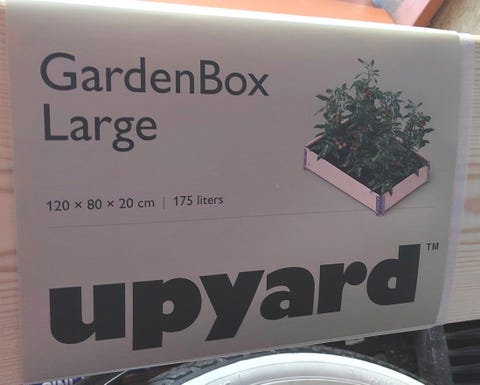 GardenBox
Large
120 × 80 × 20 cm | 175 liters
upyard™